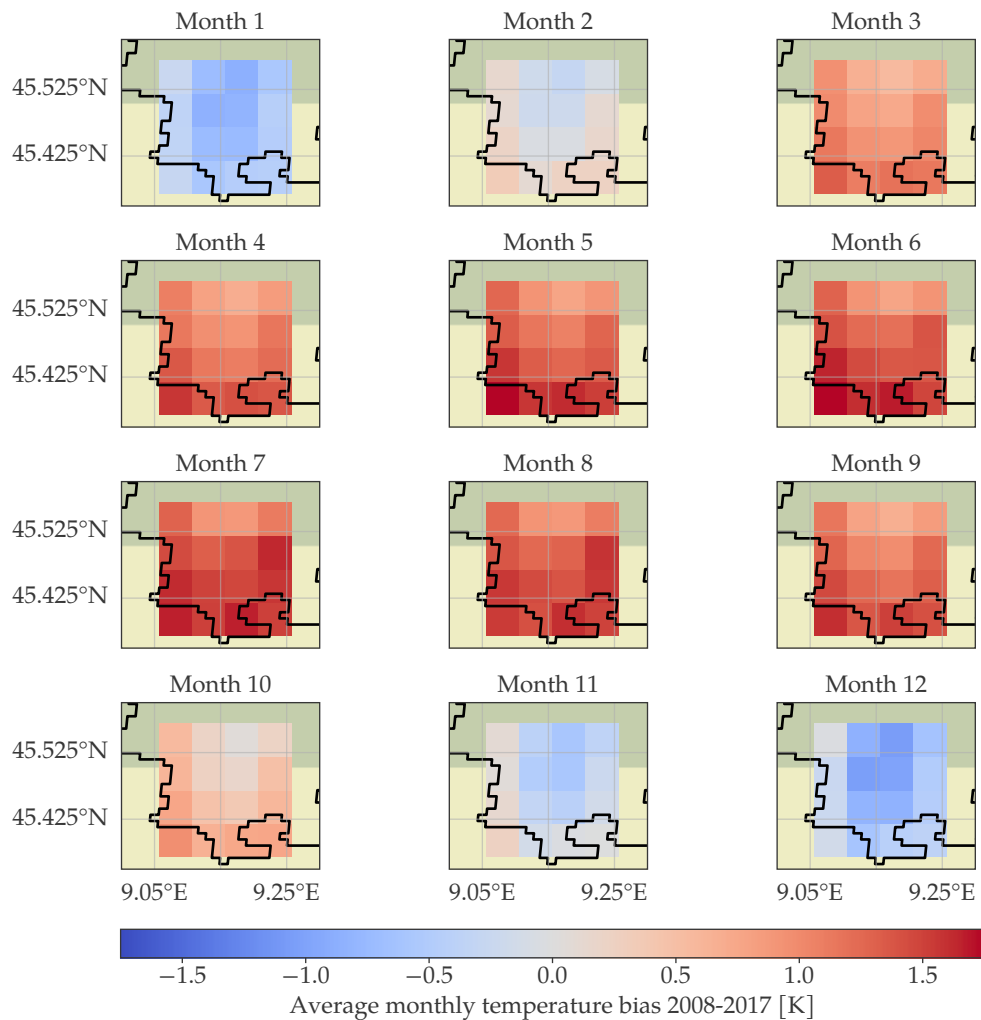 Month 1
Month 2
Month 3
45.525°N
45.425°N
Month 4
Month 5
Month 6
45.525°N
45.425°N
Month 7
Month 8
Month 9
45.525°N
45.425°N
Month 10
Month 11
Month 12
45.525°N
45.425°N
9.05°E 9.25°E
9.05°E 9.25°E
9.05°E 9.25°E
−1.5 −1.0 −0.5 0.0 0.5 1.0 1.5
Average monthly temperature bias 2008-2017 [K]